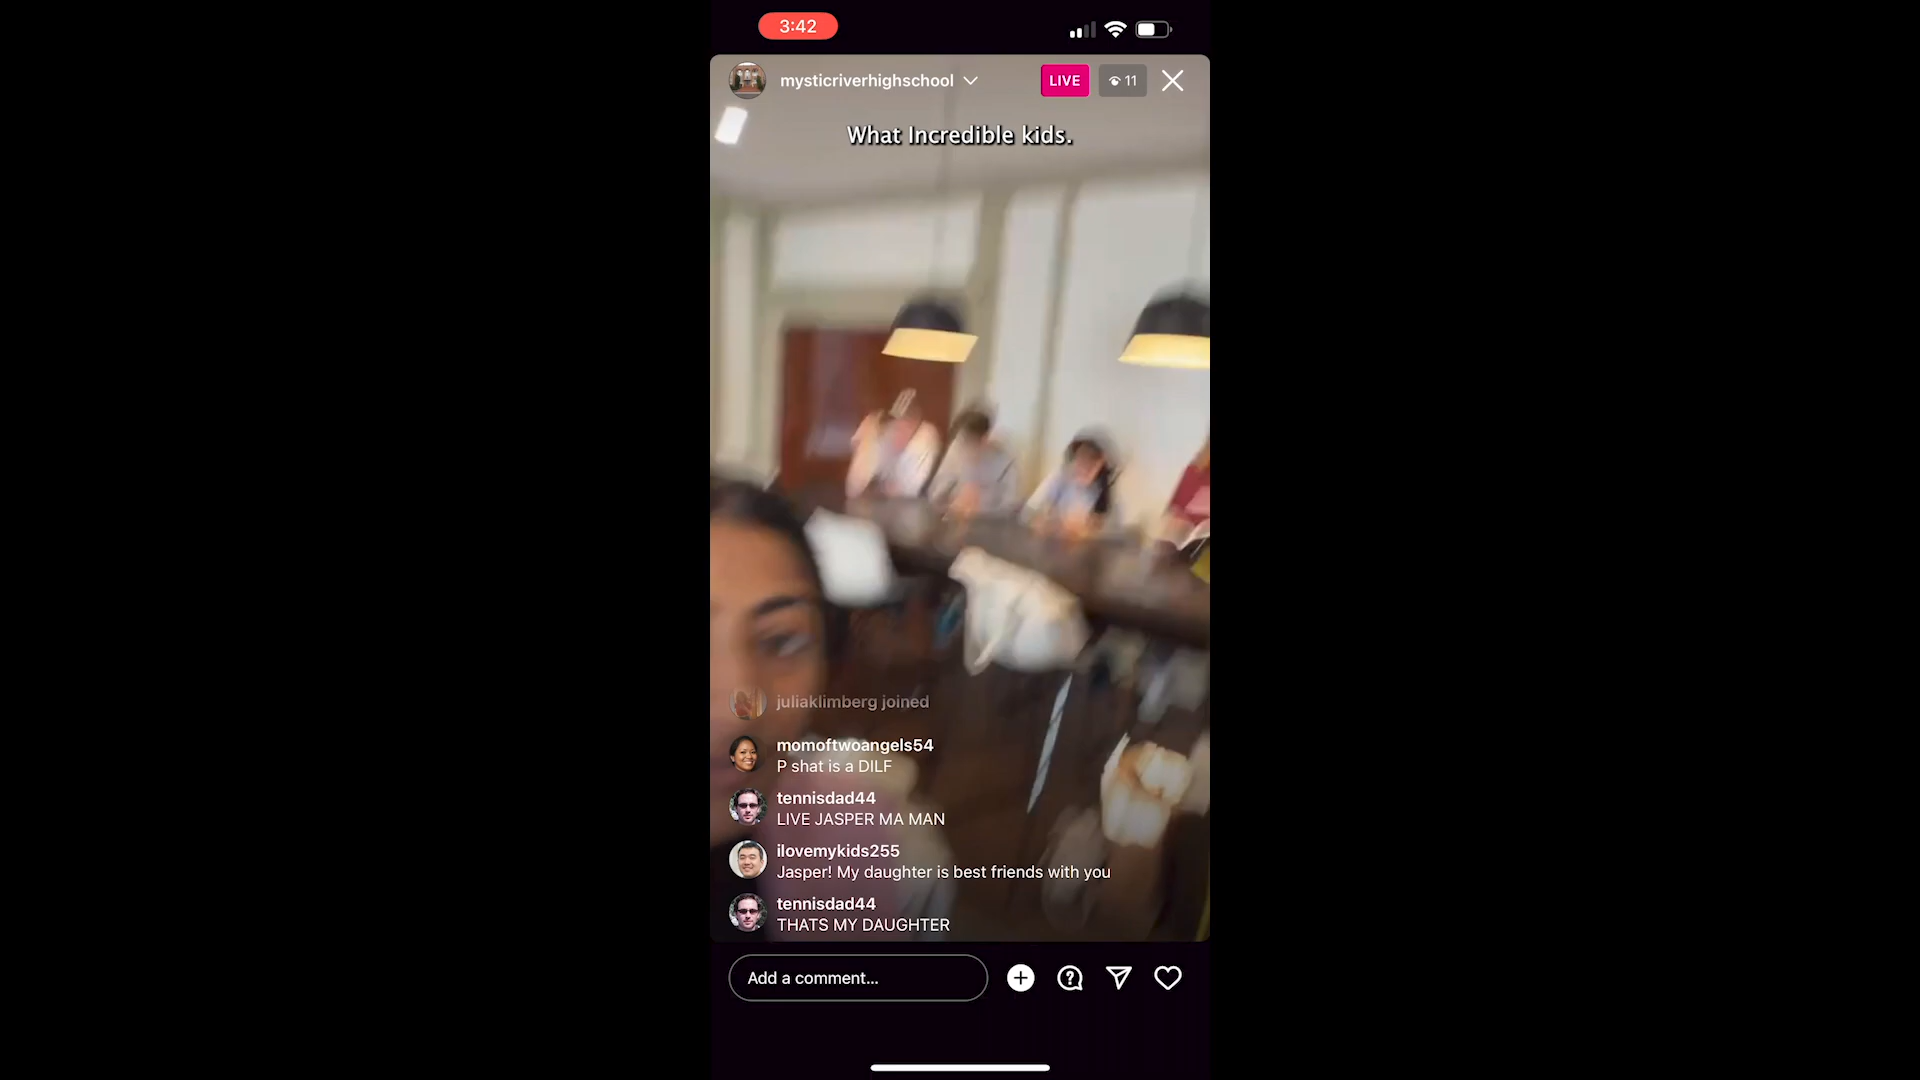 3:42
mysticriverhighschool
LIVE
11
What Incredible kids.
juliaklimberg joined
momoftwoangels54
P shat is a DILF
tennisdad44
LIVE JASPER MA MAN
ilovemykids255
Jasper! My daughter is best friends with you
tennisdad44
THATS MY DAUGHTER
Add a comment...